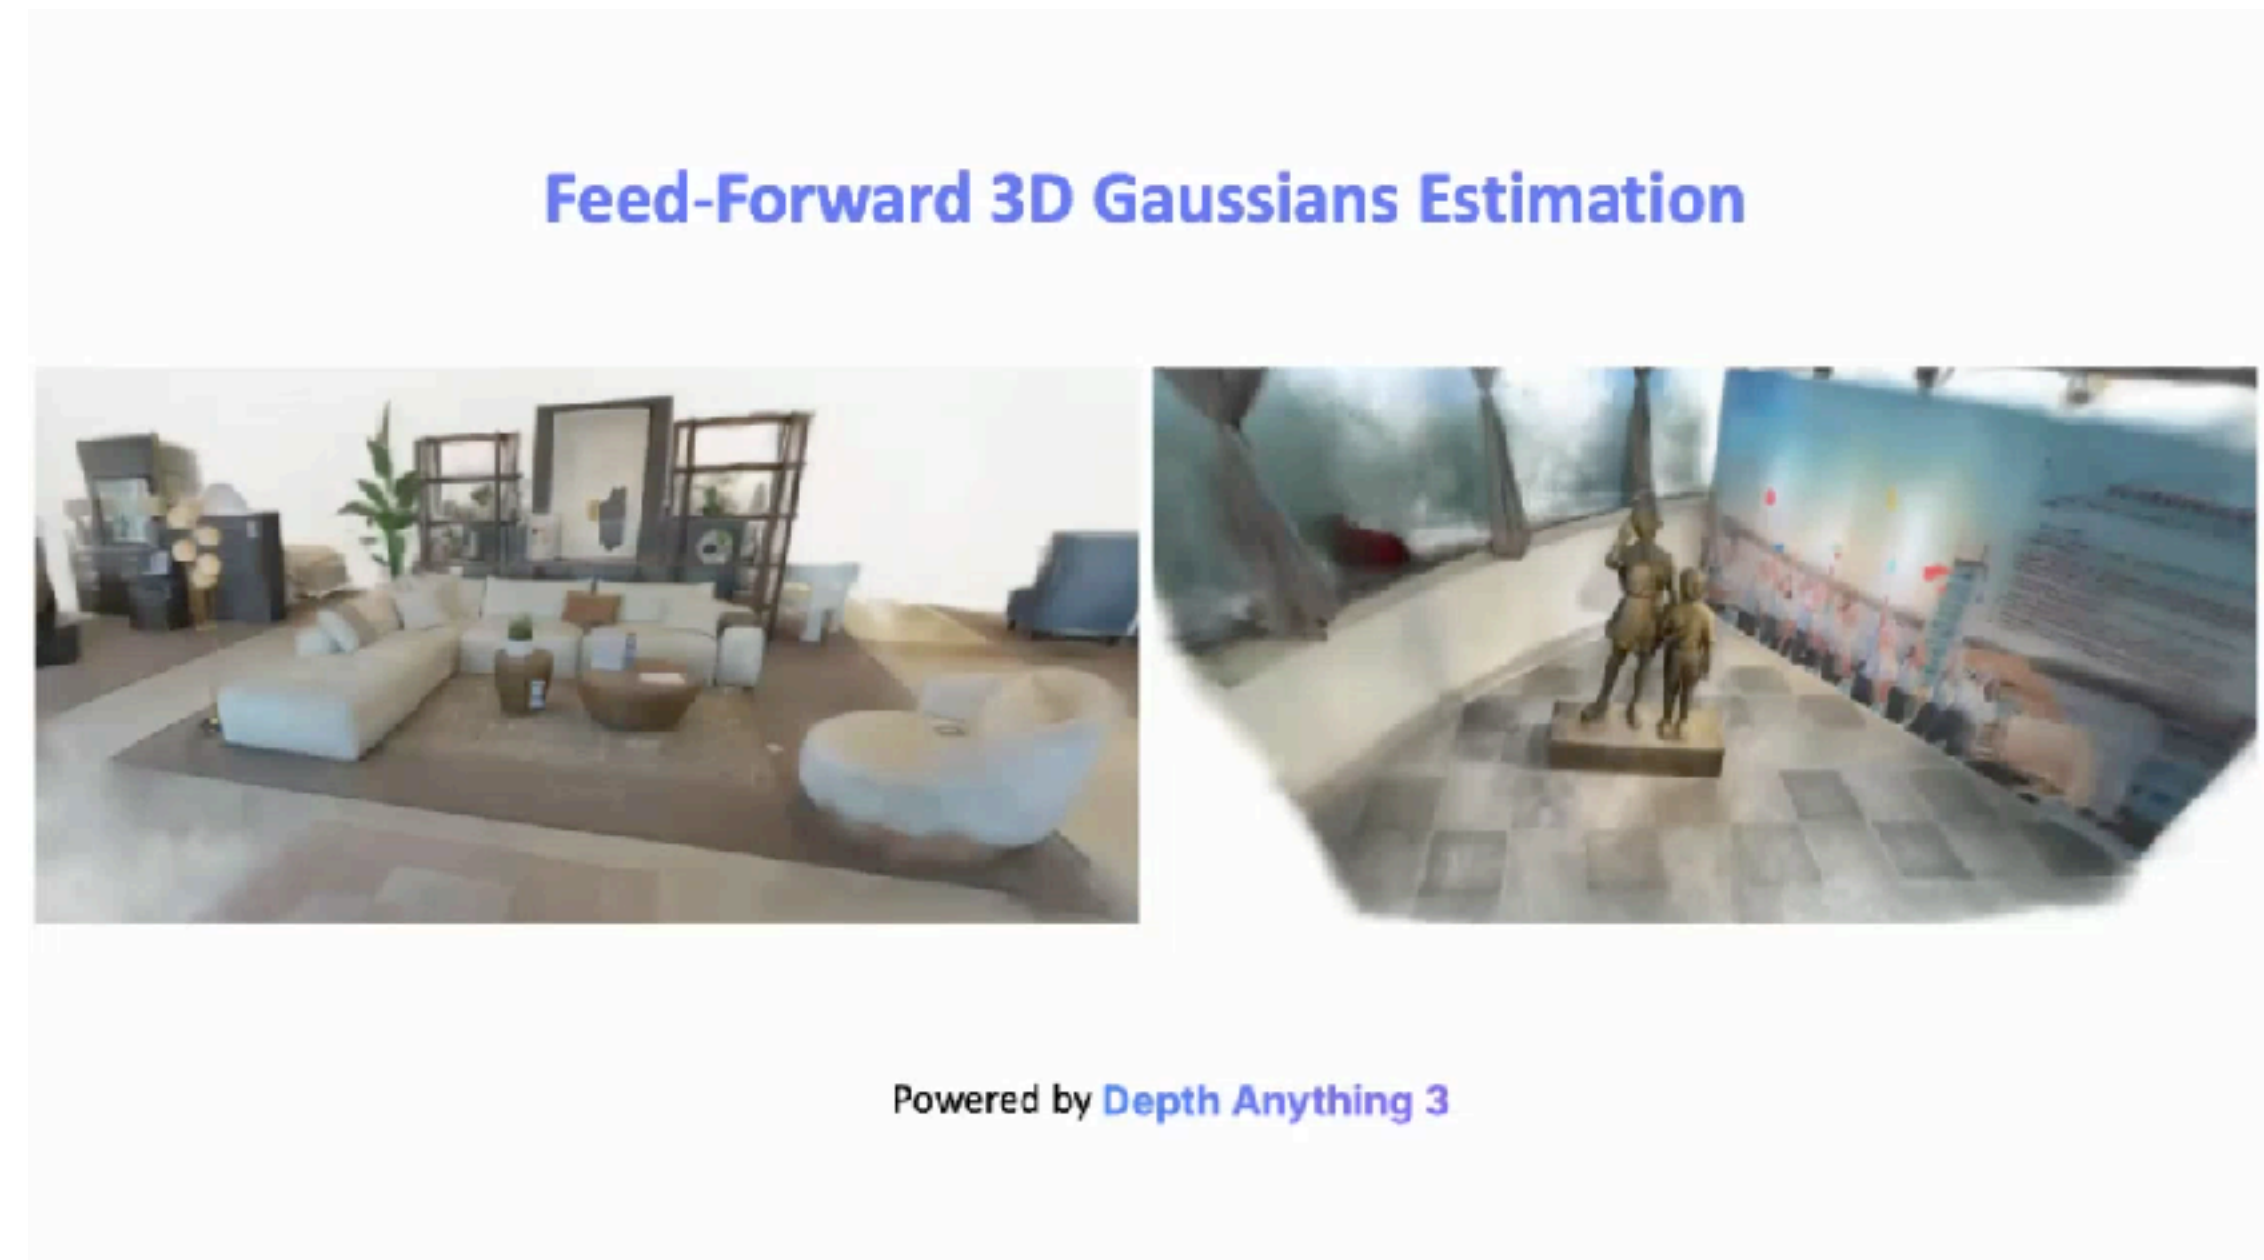 Feed-Forward 3D Gaussians Estimation
Powered by Depth Anything 3